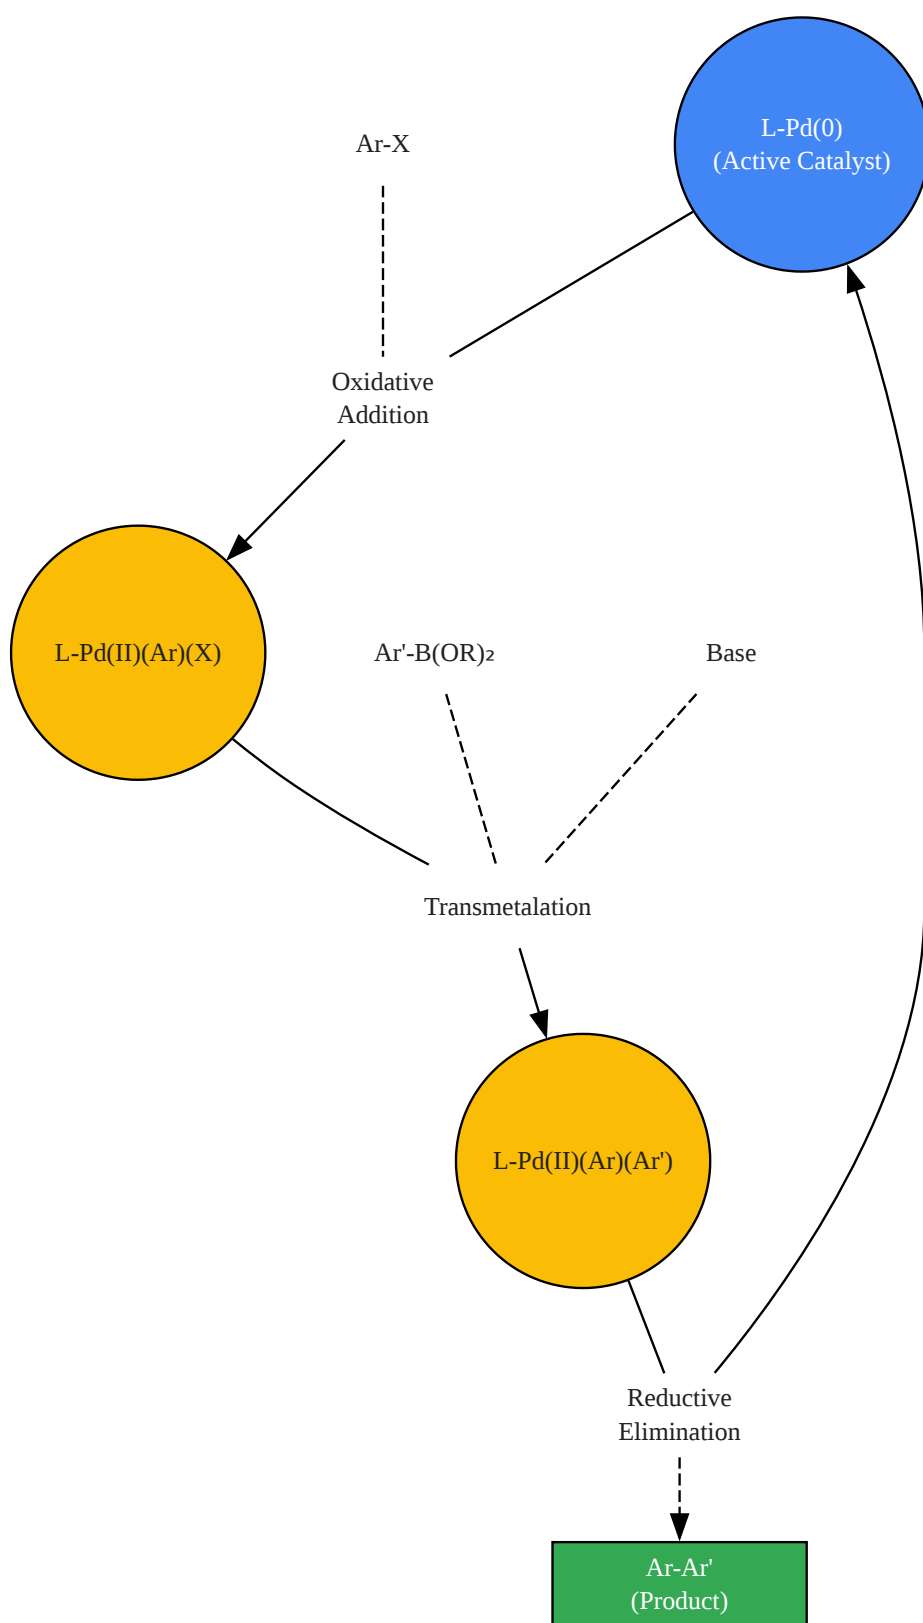 L-Pd(0)
(Active Catalyst)
Ar-X
Oxidative
Addition
L-Pd(II)(Ar)(X)
Ar'-B(OR)₂
Base
Transmetalation
L-Pd(II)(Ar)(Ar')
Reductive
Elimination
Ar-Ar'
(Product)